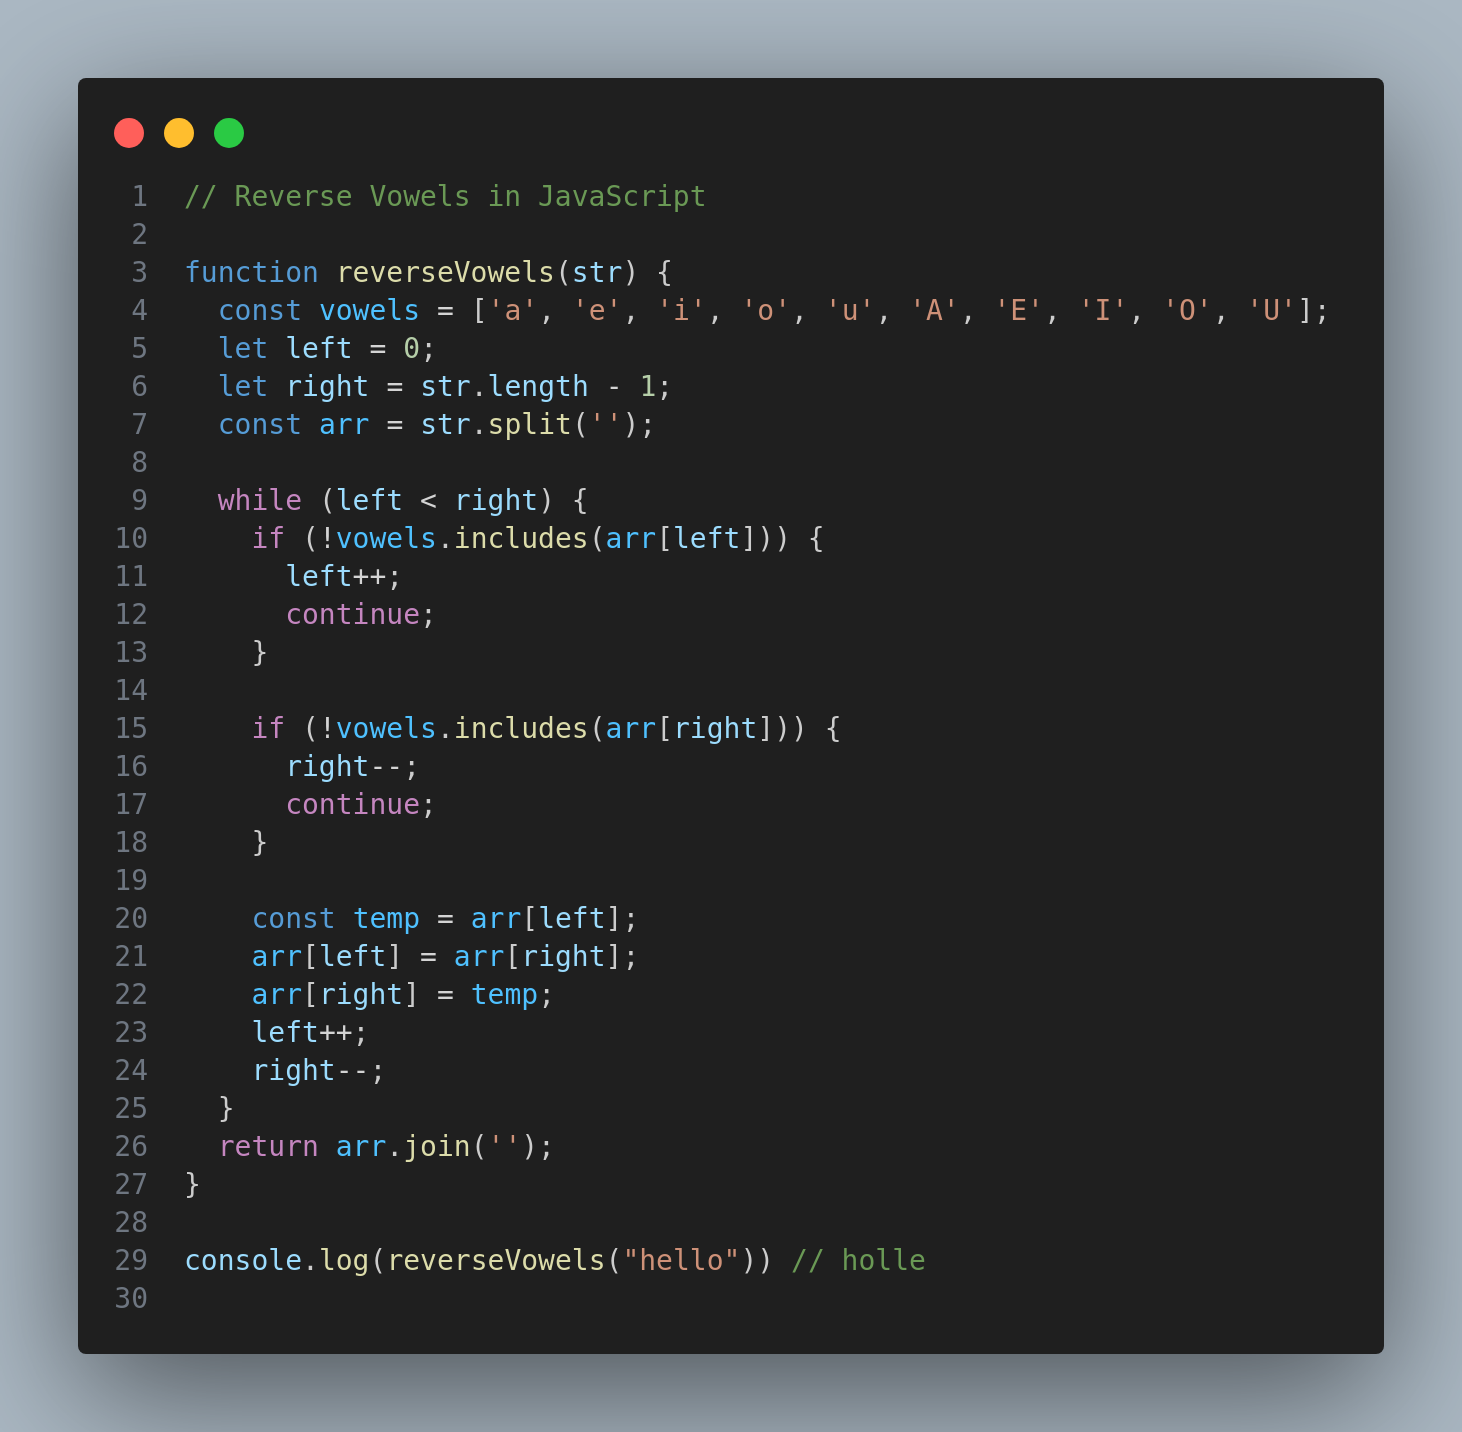 1 // Reverse Vowels in JavaScript
2
3 function reverseVowels(str) {
4   const vowels = ['a', 'e', 'i', 'o', 'u', 'A', 'E', 'I', 'O', 'U'];
5   let left = 0;
6   let right = str.length - 1;
7   const arr = str.split('');
8
9   while (left < right) {
10     if (!vowels.includes(arr[left])) {
11       left++;
12       continue;
13     }
14
15     if (!vowels.includes(arr[right])) {
16       right--;
17       continue;
18     }
19
20     const temp = arr[left];
21     arr[left] = arr[right];
22     arr[right] = temp;
23     left++;
24     right--;
25   }
26   return arr.join('');
27 }
28
29 console.log(reverseVowels("hello")) // holle
30